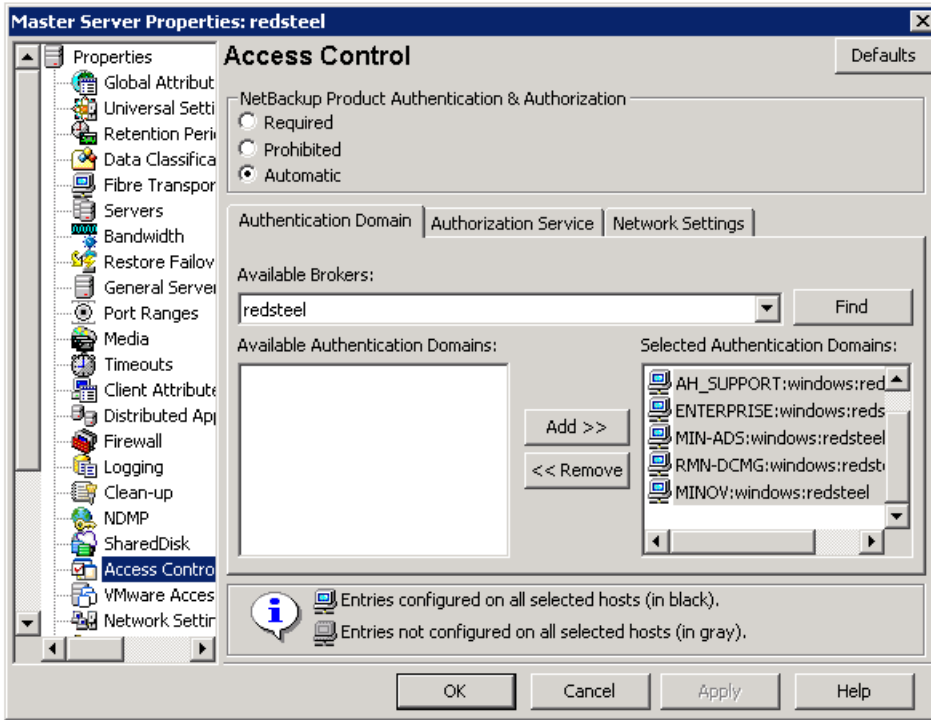 Master Server Properties: redsteel
Properties
Global Attribut
Universal Setti
Retention Peri
Data Classifica
Fibre Transpor
Servers
Bandwidth
Restore Failov
General Server
Port Ranges
Media
Timeouts
Client Attribute
Distributed App
Firewall
Logging
Clean-up
NDMP
SharedDisk
Access Contro
VMware Acces
Network Settin
Access Control
Defaults
NetBackup Product Authentication & Authorization
Required
Prohibited
Automatic
Authentication Domain
Authorization Service
Network Settings
Available Brokers:
redsteel
Find
Available Authentication Domains:
Selected Authentication Domains:
Add >>
<< Remove
AH_SUPPORT:windows:red
ENTERPRISE:windows:reds
MIN-ADS:windows:redsteel
RMN-DCMG:windows:redst
MINOV:windows:redsteel
Entries configured on all selected hosts (in black).
Entries not configured on all selected hosts (in gray).
OK
Cancel
Apply
Help